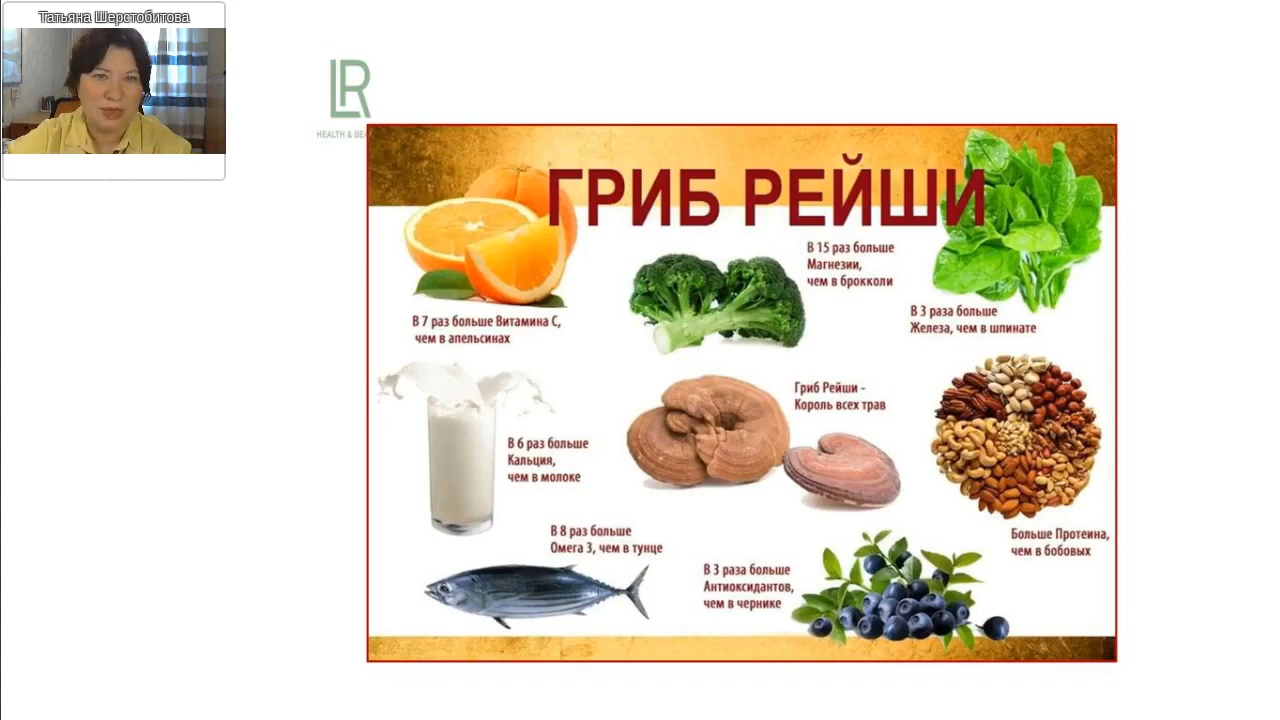 Татьяна Шерстобитова
LR
HEALTH & BEA
ГРИБ РЕЙШИ
В 15 раз больше
Магнезии,
чем в брокколи
В 7 раз больше Витамина С,
чем в апельсинах
В 3 раза больше
Железа, чем в шпинате
Гриб Рейши -
Король всех трав
В 6 раз больше
Кальция,
чем в молоке
В 8 раз больше
Омега 3, чем в тунце
Больше Протеина,
чем в бобовых
В 3 раза больше
Антиоксидантов,
чем в чернике